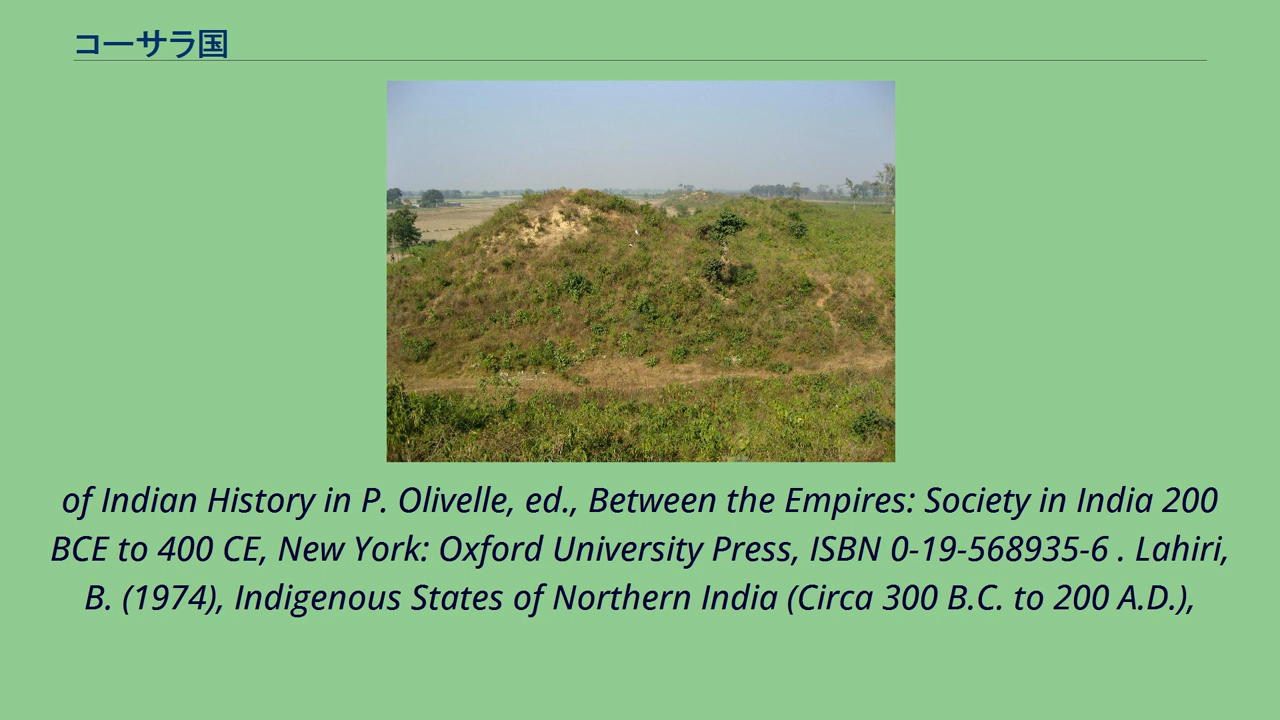 コーサラ国
of Indian History in P. Olivelle, ed., Between the Empires: Society in India 200
BCE to 400 CE, New York: Oxford University Press, ISBN 0-19-568935-6 . Lahiri,
B. (1974), Indigenous States of Northern India (Circa 300 B.C. to 200 A.D.),